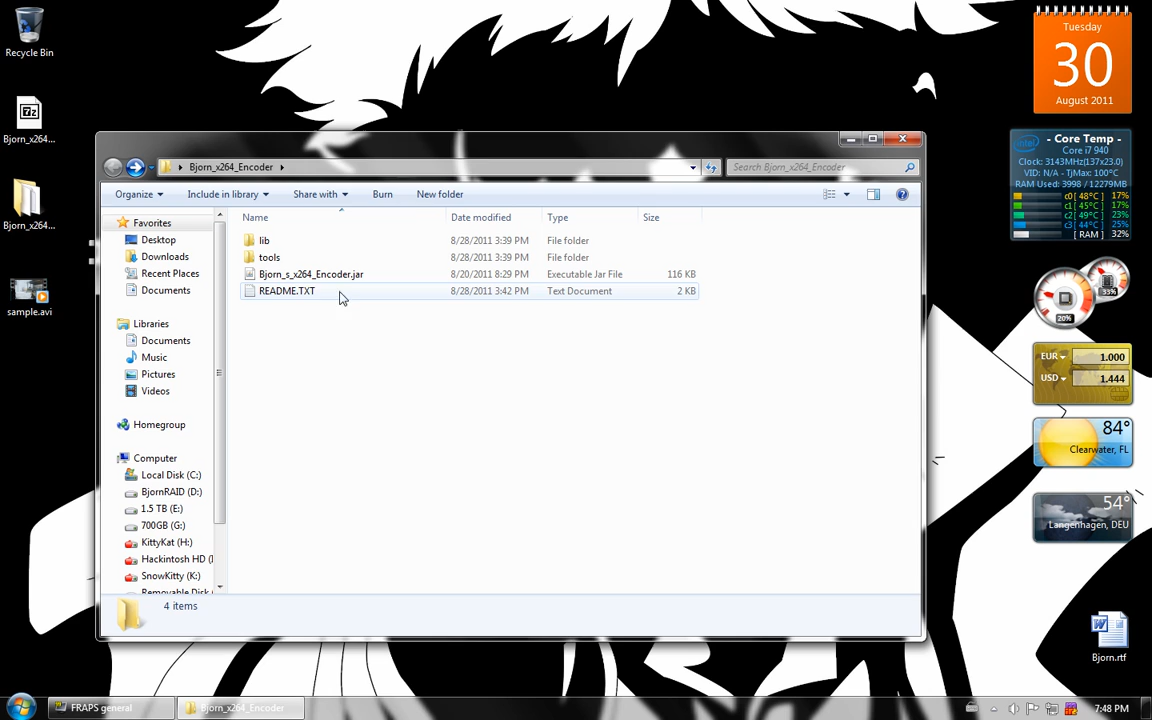 Recycle Bin
Bjorn_x264...
Bjorn_x264...
sample.avi
Bjorn_x264_Encoder
Search Bjorn_x264_Encoder
Organize
Include in library
Share with
Burn
New folder
Name
Date modified
Type
Size
Favorites
Desktop
Downloads
Recent Places
Documents
Libraries
Documents
Music
Pictures
Videos
Homegroup
Computer
Local Disk (C:)
BjornRAID (D:)
1.5 TB (E:)
700GB (G:)
KittyKat (H:)
Hackintosh HD (I
SnowKitty (K:)
Removable Disk
lib 8/28/2011 3:39 PM File folder
tools 8/28/2011 3:39 PM File folder
Bjorn_s_x264_Encoder.jar 8/20/2011 8:29 PM Executable Jar File 116 KB
README.TXT 8/28/2011 3:42 PM Text Document 2 KB
4 items
Tuesday
30
August 2011
- Core Temp -
Core i7 940
Clock: 3143MHz(137x23.0)
VID: N/A - TjMax: 100°C
RAM Used: 3998 / 12279MB
c0[ 48°C ] 17%
c1[ 45°C ] 17%
c2[ 49°C ] 23%
c3[ 44°C ] 25%
[ RAM ] 32%
33%
20%
EUR 1.000
USD 1.444
84°
Clearwater, FL
54°
Langenhagen, DEU
Bjorn.rtf
FRAPS general
Bjorn_x264_Encoder
7:48 PM